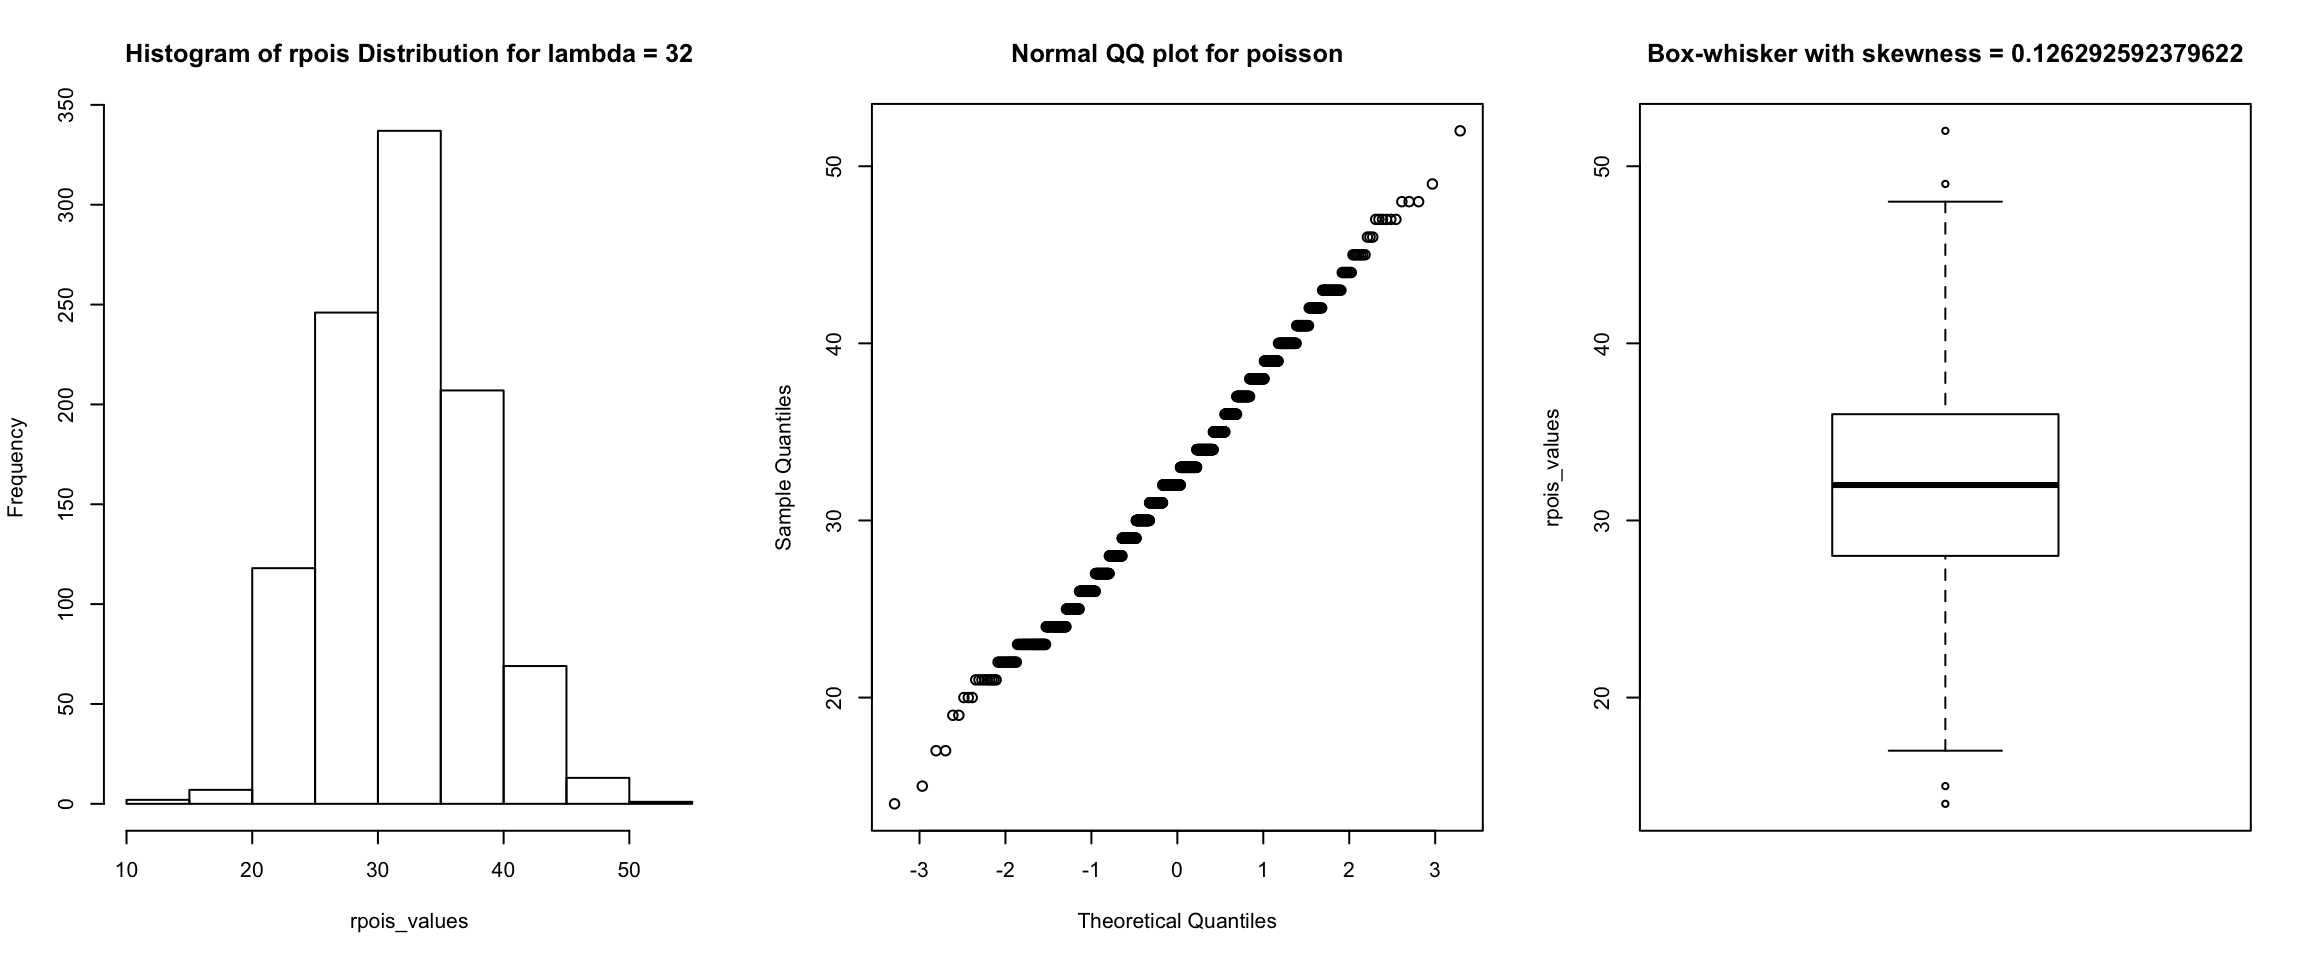 Histogram of rpois Distribution for lambda = 32
Frequency
350
300
250
200
150
100
50
0
10 20 30 40 50
rpois_values
Normal QQ plot for poisson
Sample Quantiles
50
40
30
20
-3 -2 -1 0 1 2 3
Theoretical Quantiles
Box-whisker with skewness = 0.126292592379622
rpois_values
50
40
30
20